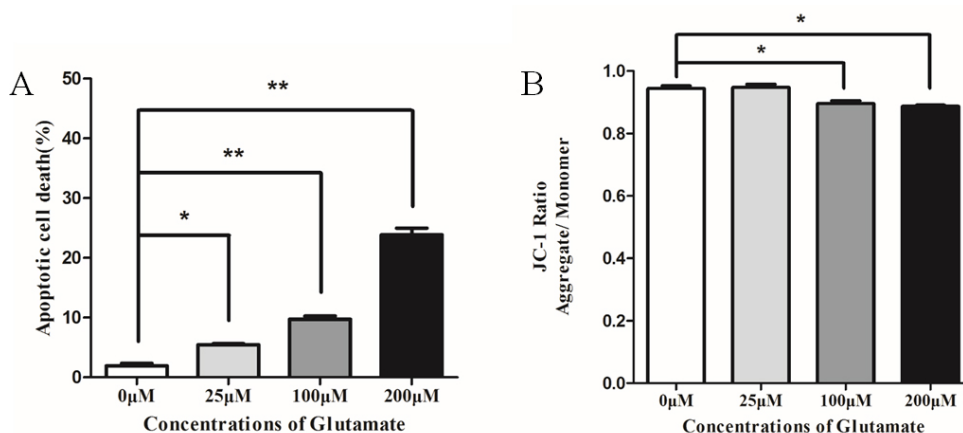 A
50
40
30
20
10
0
Apoptotic cell death(%)
**
**
*
0μM 25μM 100μM 200μM
Concentrations of Glutamate
B
1.0
0.8
0.6
0.4
0.2
0.0
JC-1 Ratio
Aggregate/ Monomer
*
*
0μM 25μM 100μM 200μM
Concentrations of Glutamate